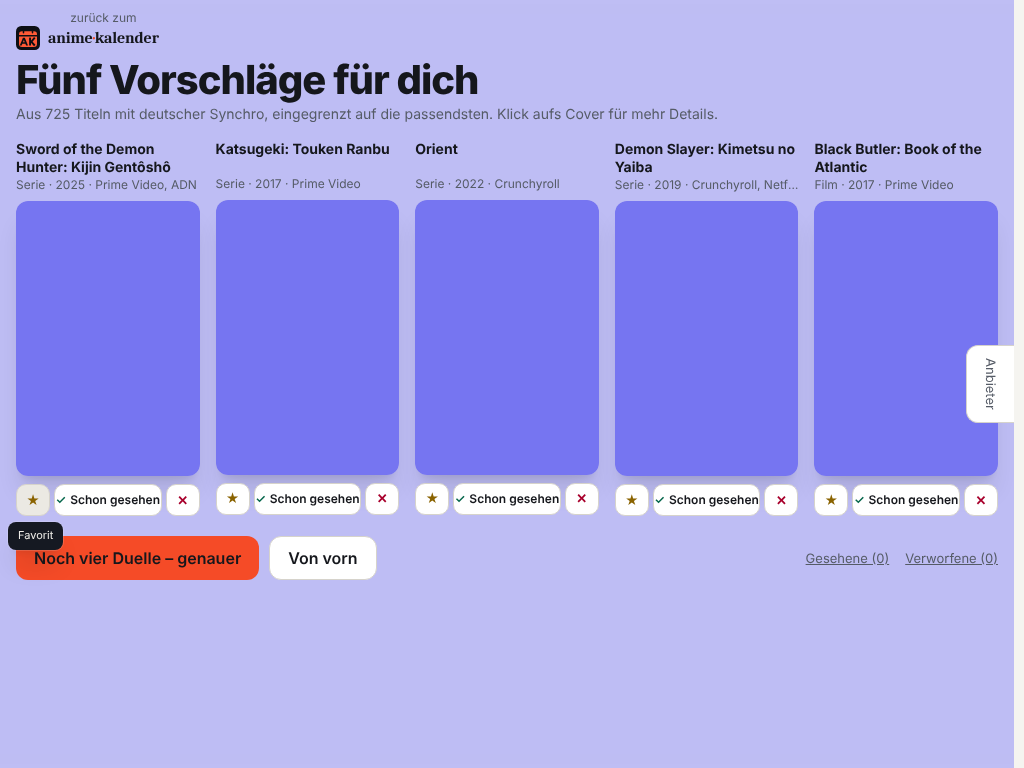 zurück zum
AK
anime·kalender
Fünf Vorschläge für dich
Aus 725 Titeln mit deutscher Synchro, eingegrenzt auf die passendsten. Klick aufs Cover für mehr Details.
Sword of the Demon
Hunter: Kijin Gentôshô
Serie · 2025 · Prime Video, ADN
Katsugeki: Touken Ranbu
Serie · 2017 · Prime Video
Orient
Serie · 2022 · Crunchyroll
Demon Slayer: Kimetsu no
Yaiba
Serie · 2019 · Crunchyroll, Netf…
Black Butler: Book of the
Atlantic
Film · 2017 · Prime Video
Anbieter
★ ✓ Schon gesehen ✕
★ ✓ Schon gesehen ✕
★ ✓ Schon gesehen ✕
★ ✓ Schon gesehen ✕
★ ✓ Schon gesehen ✕
Favorit
Noch vier Duelle – genauer
Von vorn
Gesehene (0)
Verworfene (0)